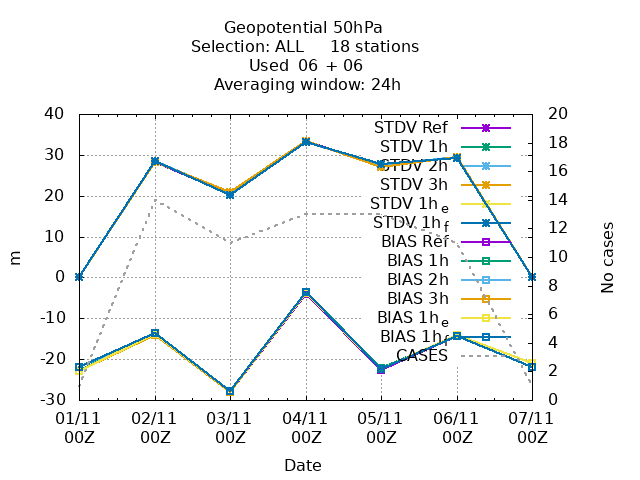 Geopotential 50hPa
Selection: ALL 18 stations
Used 06 + 06
Averaging window: 24h
40
30
20
10
0
-10
-20
-30
m
20
18
16
14
12
10
8
6
4
2
0
No cases
STDV Ref
STDV 1h
STDV 2h
STDV 3h
STDV 1h e
STDV 1h f
BIAS Ref
BIAS 1h
BIAS 2h
BIAS 3h
BIAS 1h e
BIAS 1h f
CASES
01/11 02/11 03/11 04/11 05/11 06/11 07/11
00Z 00Z 00Z 00Z 00Z 00Z 00Z
Date